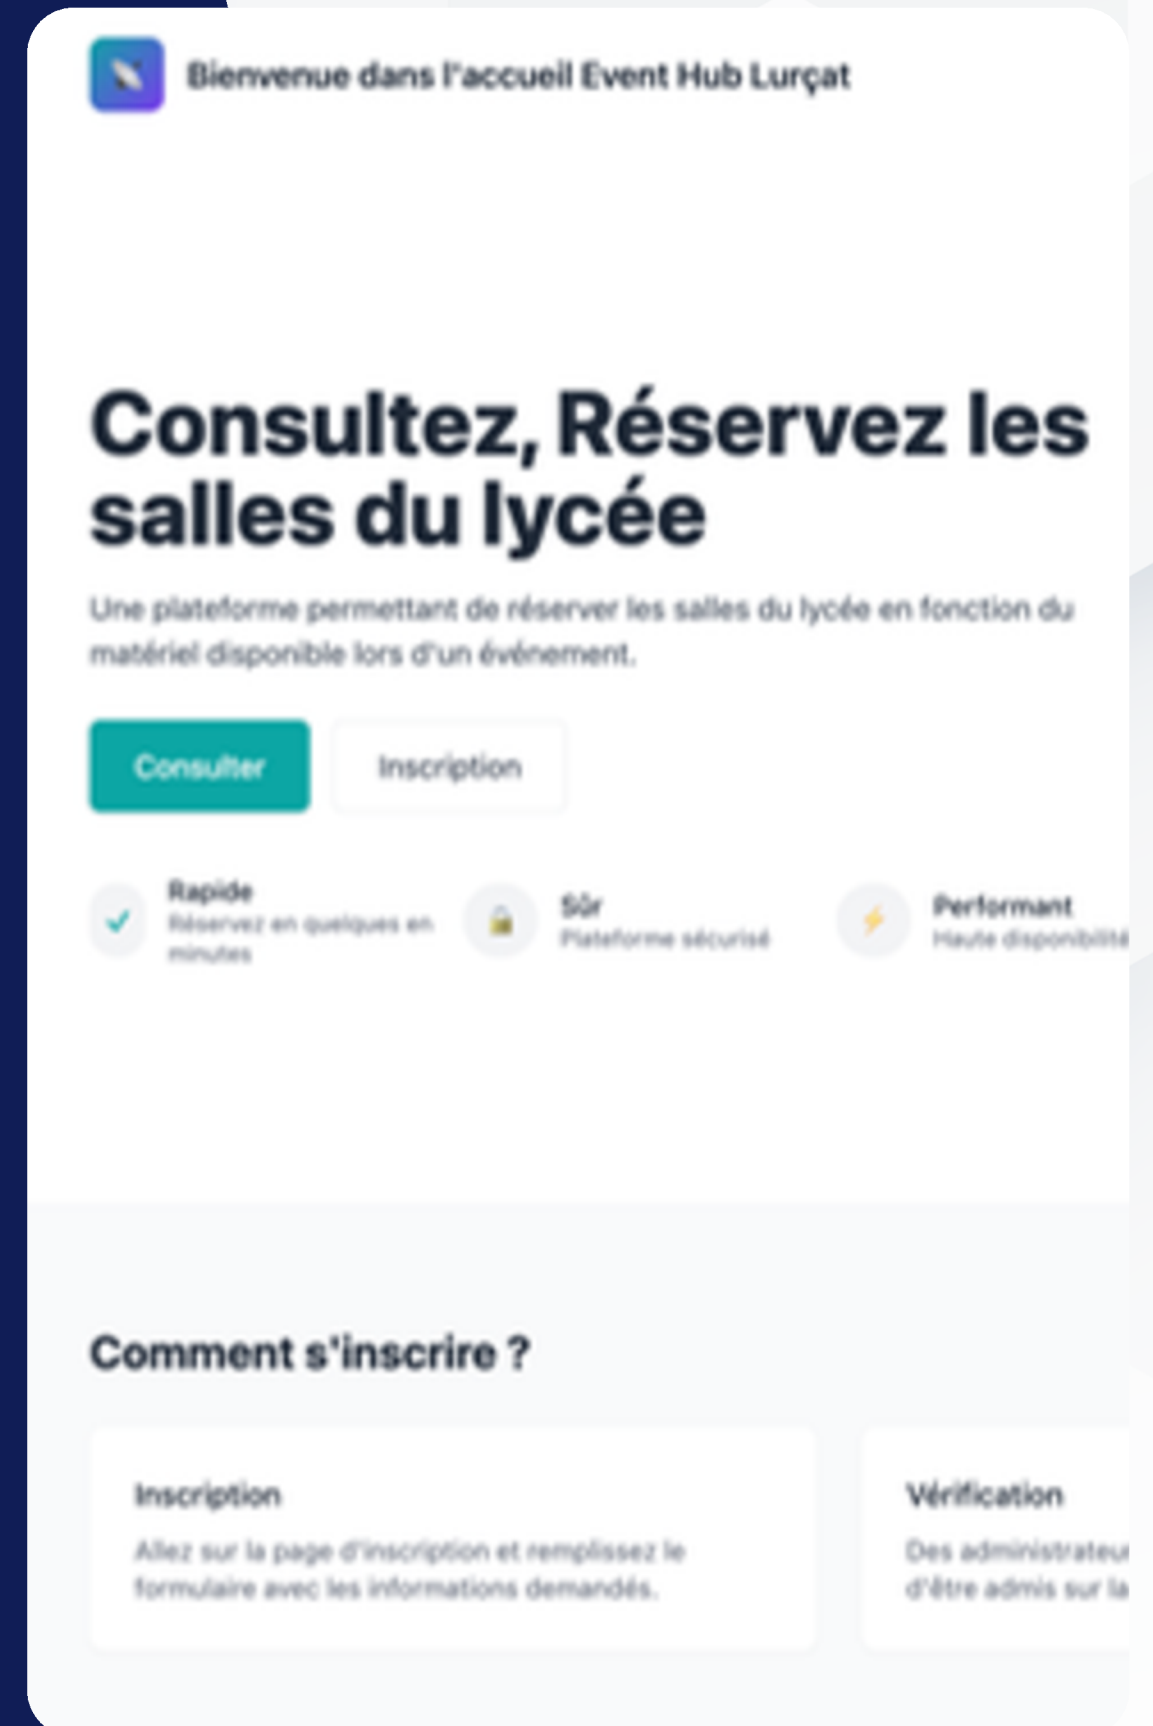 Bienvenue dans l'accueil Event Hub Lurçat
Consultez, Réservez les
salles du lycée
Une plateforme permettant de réserver les salles du lycée en fonction du
matériel disponible lors d'un événement.
Consulter
Inscription
Rapide
Réservez en quelques en
minutes
Sûr
Plateforme sécurisé
Performant
Haute disponibilité
Comment s'inscrire ?
Inscription
Allez sur la page d'inscription et remplissez le
formulaire avec les informations demandés.
Vérification
Des administrateu
d'être admis sur la